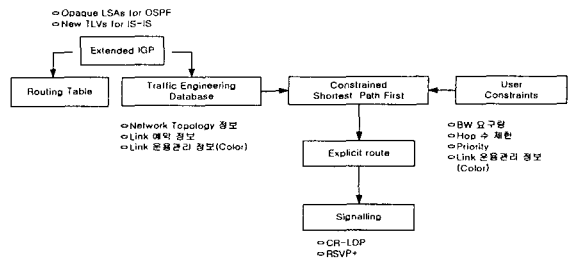 ⇨Opaque LSAs for OSPF
⇨New TLVs for IS-IS
Extended IGP
Routing Table
Traffic Engineering
Database
Constrained
Shortest Path First
User
Constraints
⇨Network Topology 정보
⇨Link 예약 정보
⇨Link 운용관리 정보(Color)
⇨BW 요구량
⇨Hop 수 제한
⇨Priority
⇨Link 운용관리 정보
(Color)
Explicit route
Signalling
⇨CR-LDP
⇨RSVP+